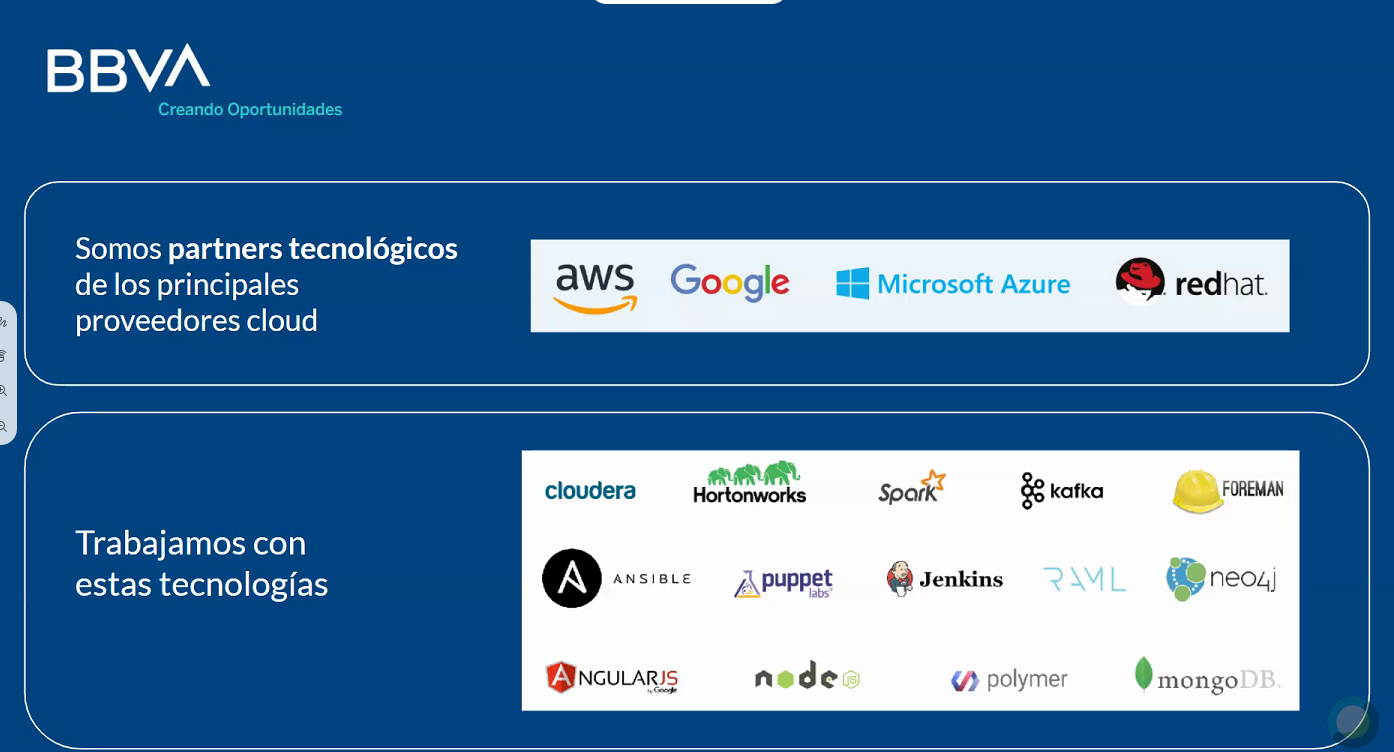 BBVA
Creando Oportunidades
Somos partners tecnológicos
de los principales
proveedores cloud
aws Google Microsoft Azure redhat.
Trabajamos con
estas tecnologías
cloudera Hortonworks Spark kafka FOREMAN
ANSIBLE puppet labs Jenkins RAML neo4j
ANGULARJS by Google node JS polymer mongoDB.